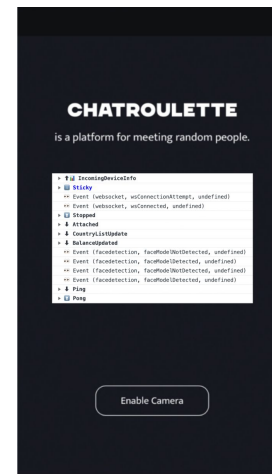 CHATROULETTE
is a platform for meeting random people.
IncomingDeviceInfo
Sticky
Event (websocket, wsConnectionAttempt, undefined)
Event (websocket, wsConnected, undefined)
Stopped
Attached
CountryListUpdate
BalanceUpdated
Event (facedetection, faceModelNotDetected, undefined)
Event (facedetection, faceModelDetected, undefined)
Event (facedetection, faceModelNotDetected, undefined)
Event (facedetection, faceModelDetected, undefined)
Ping
Pong
Enable Camera